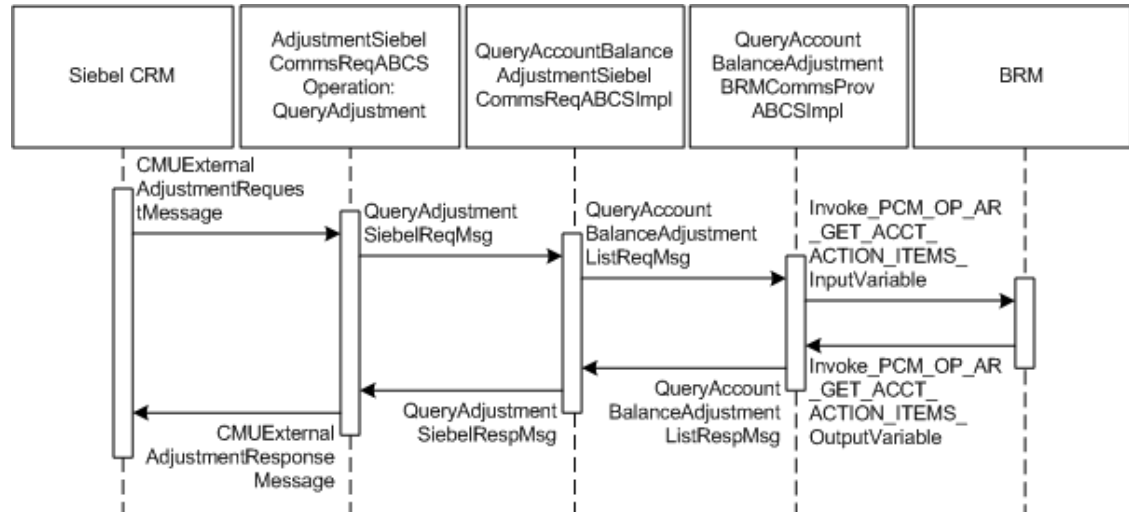 Siebel CRM
AdjustmentSiebel
CommsReqABCS
Operation:
QueryAdjustment
QueryAccountBalance
AdjustmentSiebel
CommsReqABCSImpl
QueryAccount
BalanceAdjustment
BRMCommsProv
ABCSImpl
BRM
CMUExternal
AdjustmentReques
tMessage
QueryAdjustment
SiebelReqMsg
QueryAccount
BalanceAdjustment
ListReqMsg
Invoke_PCM_OP_AR
_GET_ACCT_
ACTION_ITEMS_
InputVariable
Invoke_PCM_OP_AR
_GET_ACCT_
ACTION_ITEMS_
OutputVariable
QueryAccount
BalanceAdjustment
ListRespMsg
QueryAdjustment
SiebelRespMsg
CMUExternal
AdjustmentResponse
Message